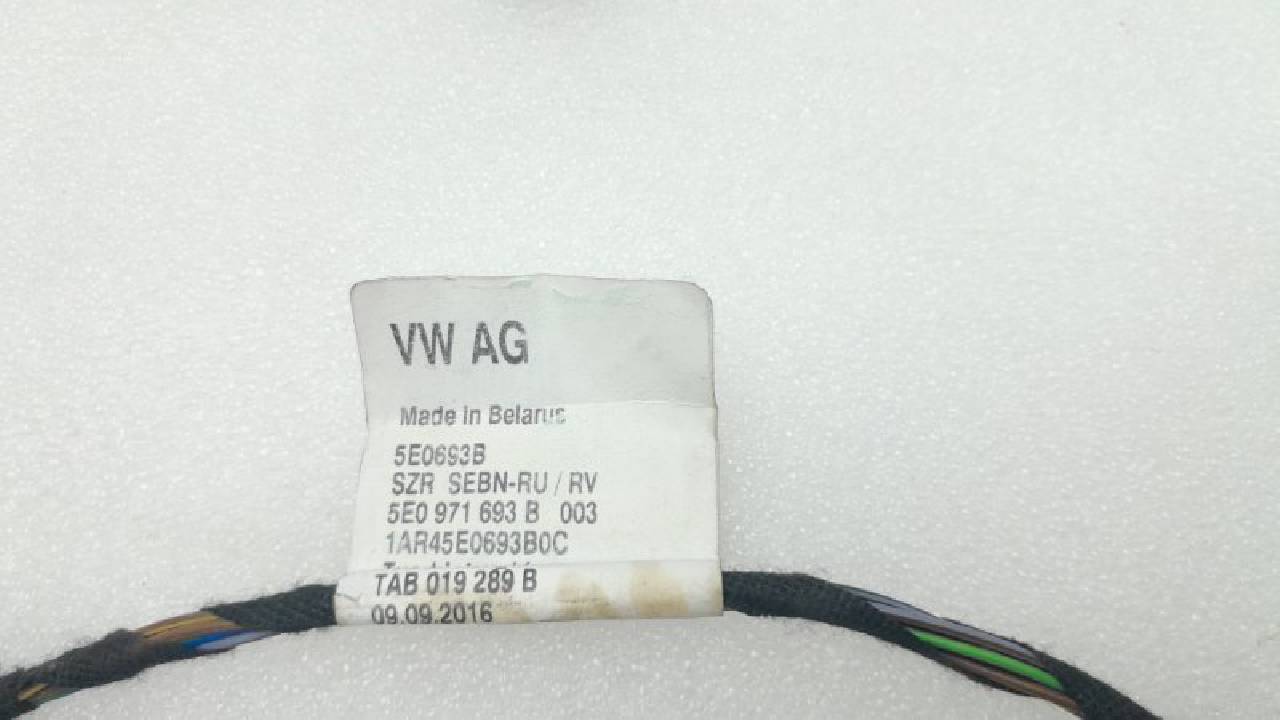 VW AG
Made in Belarus
5E0693B
SZR SEBN-RU / RV
5E0 971 693 B 003
1AR45E0693B0C
TAB 019 289 B
09.09.2016